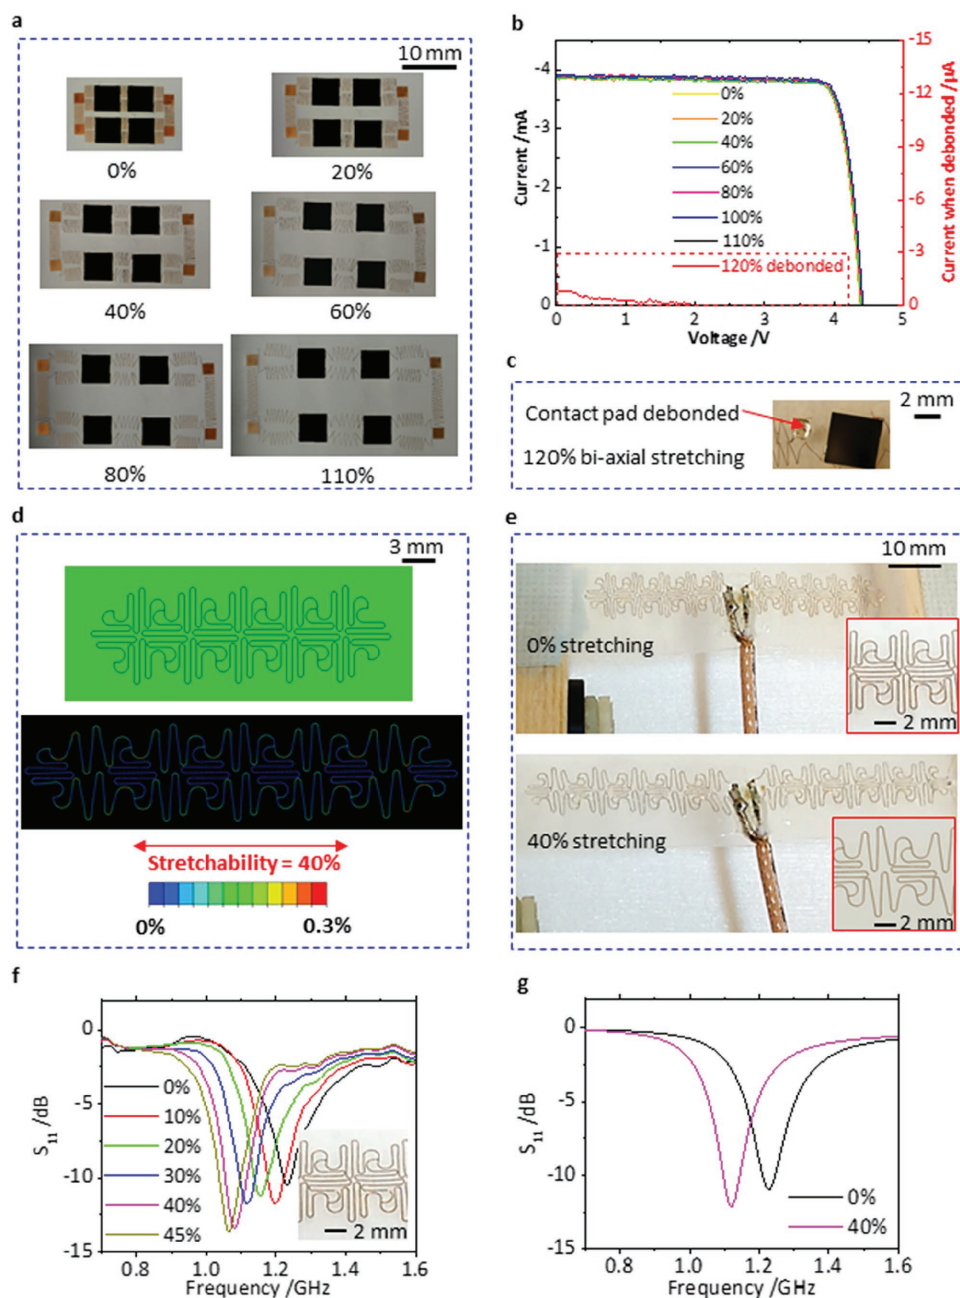 a
10 mm
0%
20%
40%
60%
80%
110%
b
Current /mA
-4
-3
-2
-1
0
0 1 2 3 4 5
Voltage /V
0%
20%
40%
60%
80%
100%
110%
120% debonded
-15
-12
-9
-6
-3
0
Current when debonded /μA
c
Contact pad debonded
120% bi-axial stretching
2 mm
d
3 mm
Stretchability = 40%
0% 0.3%
e
10 mm
0% stretching
2 mm
40% stretching
2 mm
f
S11 /dB
0
-5
-10
-15
0.8 1.0 1.2 1.4 1.6
Frequency /GHz
0%
10%
20%
30%
40%
45%
2 mm
g
S11 /dB
0
-5
-10
-15
0.8 1.0 1.2 1.4 1.6
Frequency /GHz
0%
40%